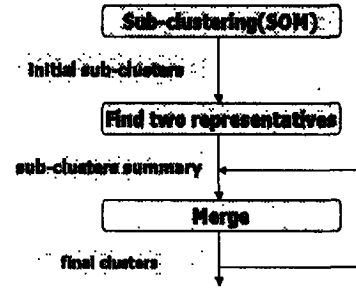 Sub-clustering(SOM)
initial sub-clusters
Find two representatives
sub-clusters summary
Merge
final clusters